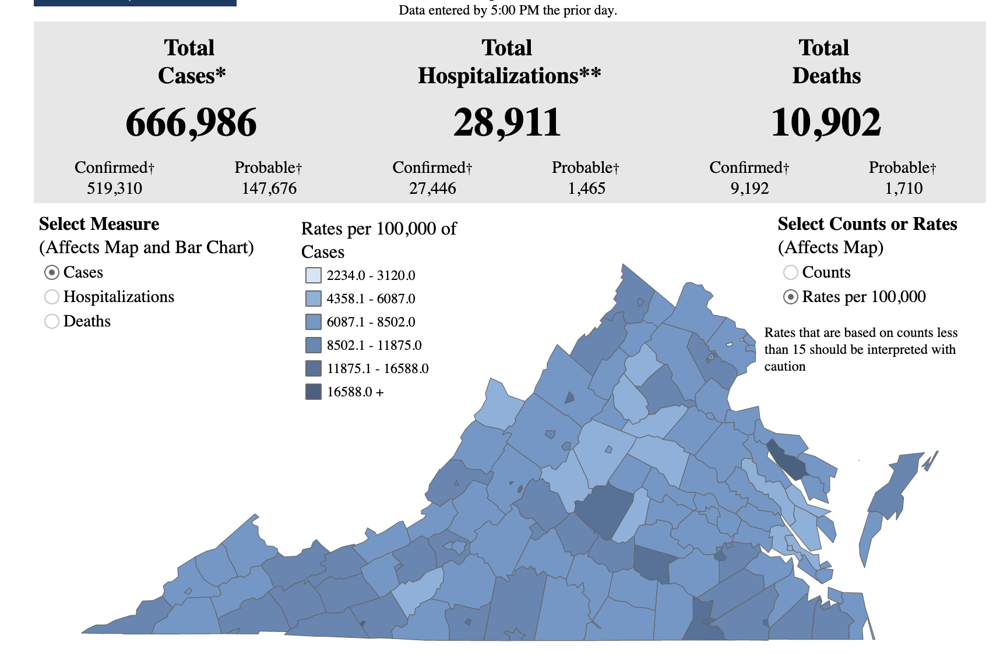 Data entered by 5:00 PM the prior day.
Total
Cases*
666,986
Confirmed†
Probable†
519,310
147,676
Total
Hospitalizations**
28,911
Confirmed†
Probable†
27,446
1,465
Total
Deaths
10,902
Confirmed†
Probable†
9,192
1,710
Select Measure
(Affects Map and Bar Chart)
Cases
Hospitalizations
Deaths
Rates per 100,000 of
Cases
2234.0 - 3120.0
4358.1 - 6087.0
6087.1 - 8502.0
8502.1 - 11875.0
11875.1 - 16588.0
16588.0 +
Select Counts or Rates
(Affects Map)
Counts
Rates per 100,000
Rates that are based on counts less
than 15 should be interpreted with
caution